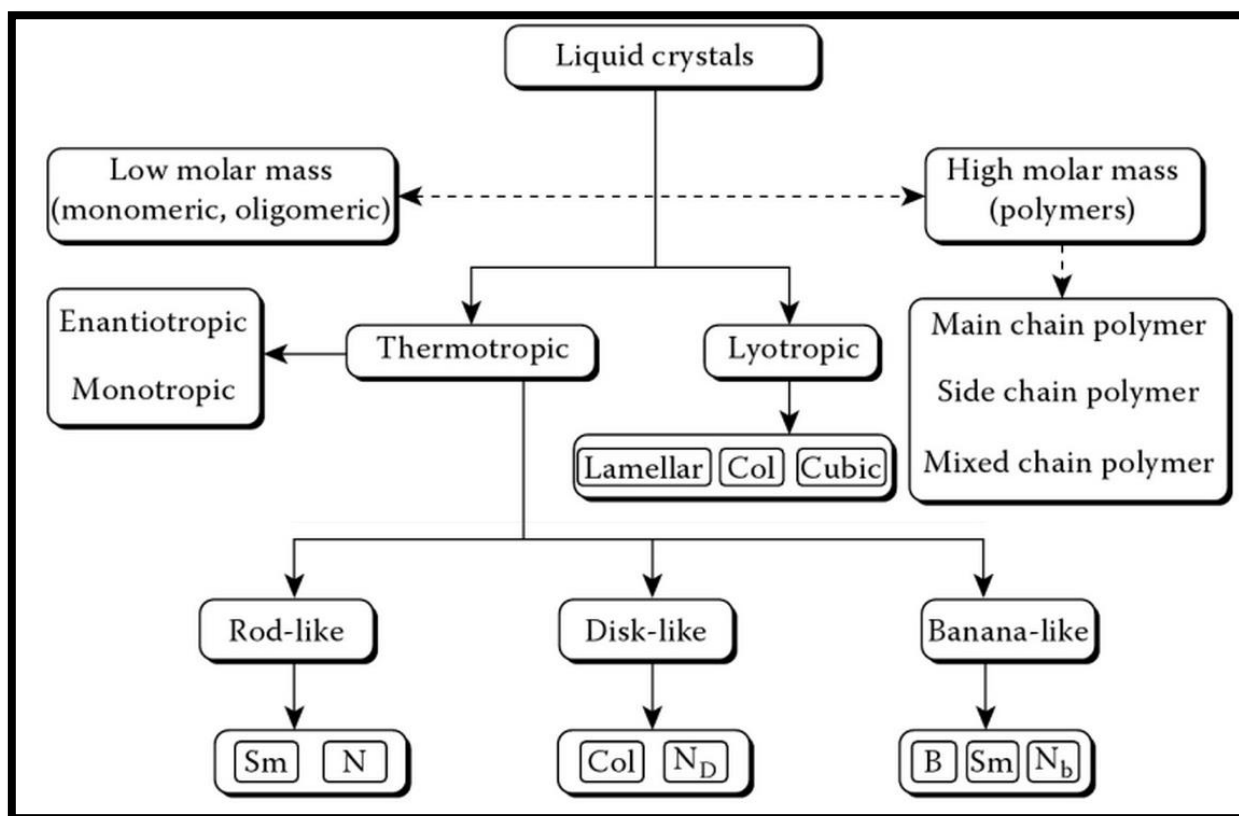 Liquid crystals
Low molar mass
(monomeric, oligomeric)
High molar mass
(polymers)
Enantiotropic
Monotropic
Thermotropic
Lyotropic
Main chain polymer
Side chain polymer
Mixed chain polymer
Lamellar Col Cubic
Rod-like
Disk-like
Banana-like
Sm N
Col N_D
B Sm N_b